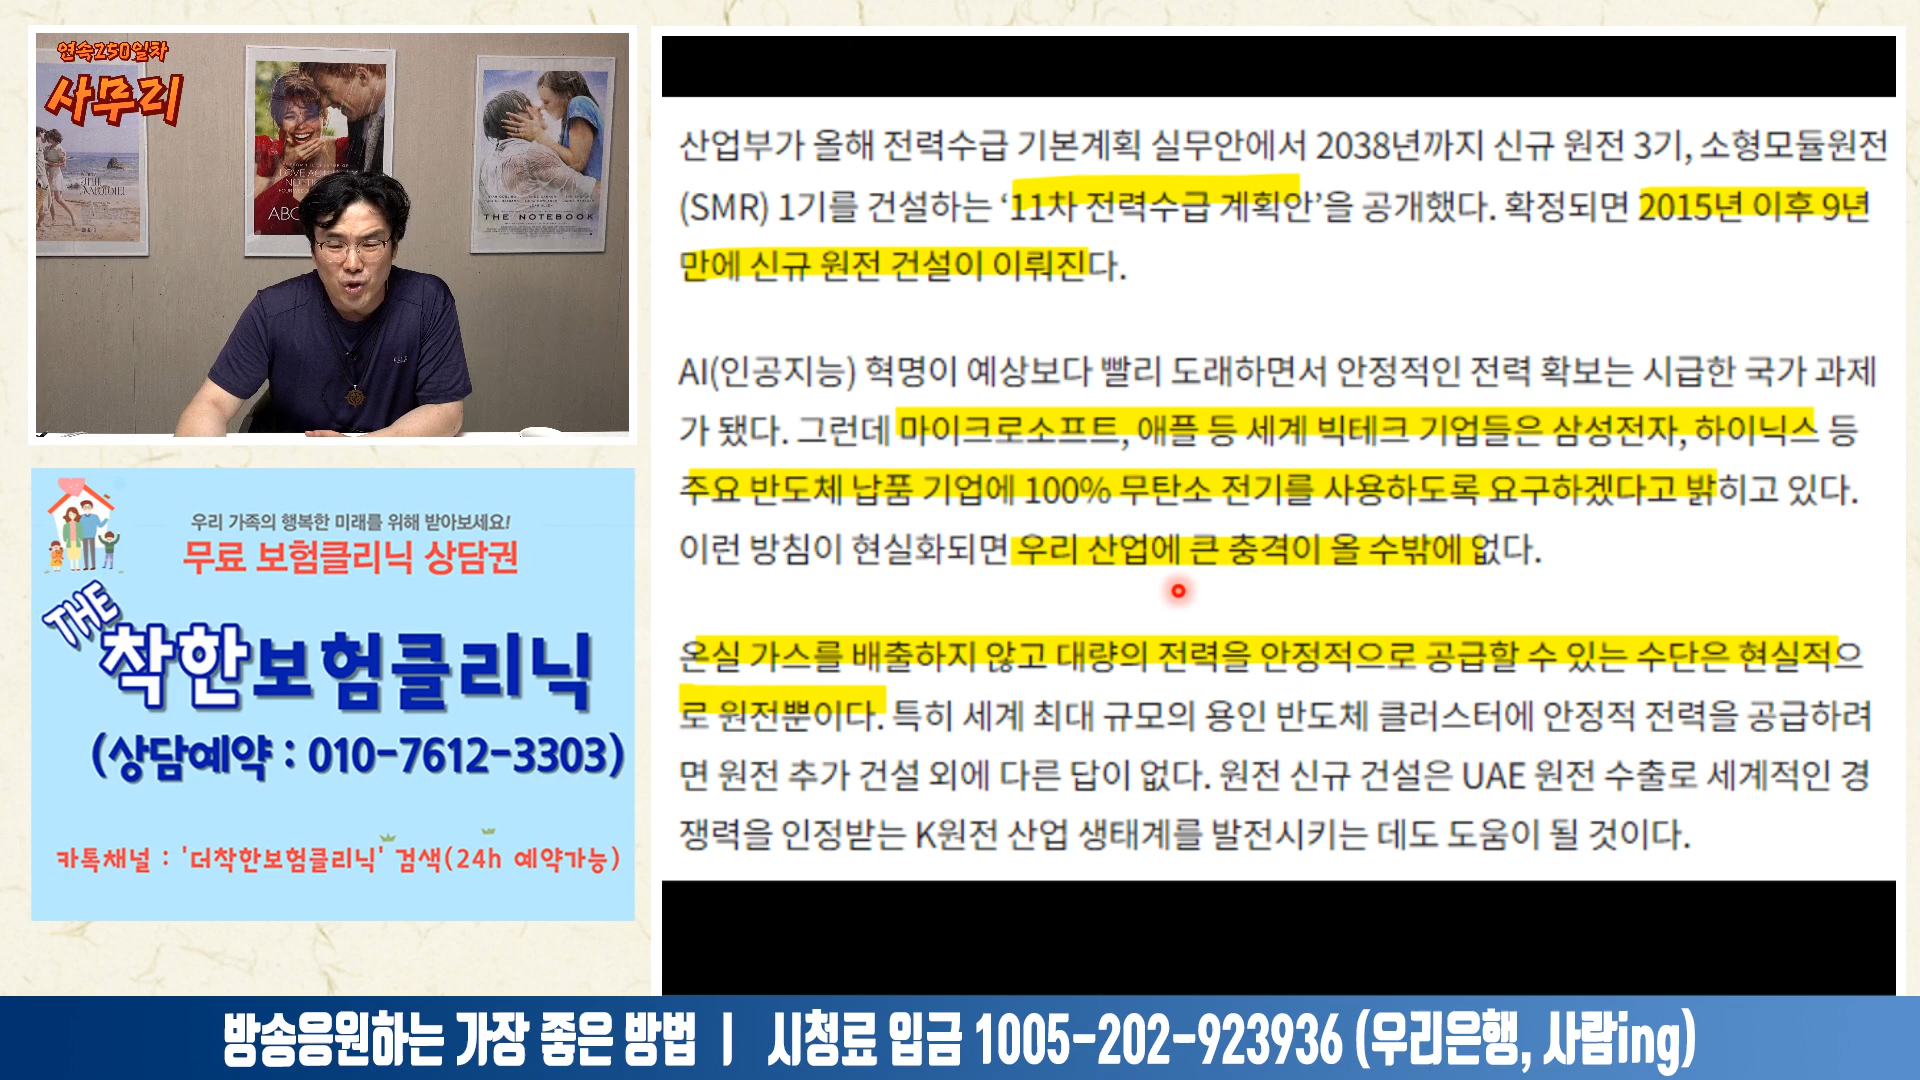 연속250일차
사무리
THE NOTEBOOK
산업부가 올해 전력수급 기본계획 실무안에서 2038년까지 신규 원전 3기, 소형모듈원전
(SMR) 1기를 건설하는 ‘11차 전력수급 계획안’을 공개했다. 확정되면 2015년 이후 9년
만에 신규 원전 건설이 이뤄진다.
AI(인공지능) 혁명이 예상보다 빨리 도래하면서 안정적인 전력 확보는 시급한 국가 과제
가 됐다. 그런데 마이크로소프트, 애플 등 세계 빅테크 기업들은 삼성전자, 하이닉스 등
주요 반도체 납품 기업에 100% 무탄소 전기를 사용하도록 요구하겠다고 밝히고 있다.
이런 방침이 현실화되면 우리 산업에 큰 충격이 올 수밖에 없다.
온실 가스를 배출하지 않고 대량의 전력을 안정적으로 공급할 수 있는 수단은 현실적으
로 원전뿐이다. 특히 세계 최대 규모의 용인 반도체 클러스터에 안정적 전력을 공급하려
면 원전 추가 건설 외에 다른 답이 없다. 원전 신규 건설은 UAE 원전 수출로 세계적인 경
쟁력을 인정받는 K원전 산업 생태계를 발전시키는 데도 도움이 될 것이다.
우리 가족의 행복한 미래를 위해 받아보세요!
무료 보험클리닉 상담권
THE
착한보험클리닉
(상담예약 : 010-7612-3303)
카톡채널 : '더착한보험클리닉' 검색(24h 예약가능)
방송응원하는 가장 좋은 방법 ㅣ 시청료 입금 1005-202-923936 (우리은행, 사람ing)